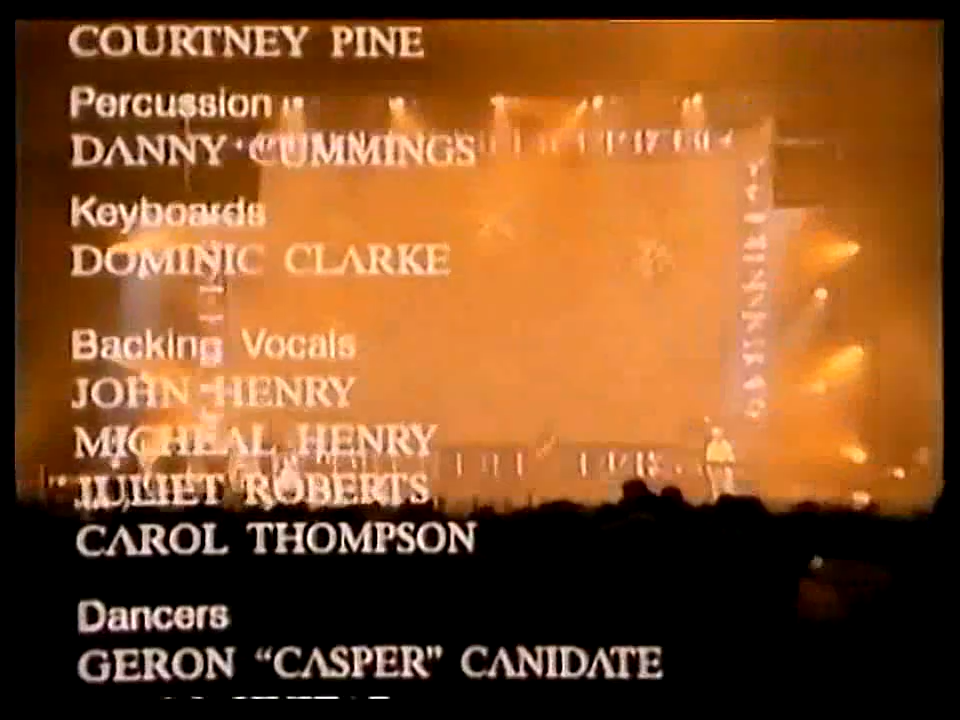 COURTNEY PINE
Percussion
DANNY CUMMINGS
Keyboards
DOMINIC CLARKE
Backing Vocals
JOHN HENRY
MICHEAL HENRY
JULIET ROBERTS
CAROL THOMPSON
Dancers
GERON “CASPER” CANIDATE